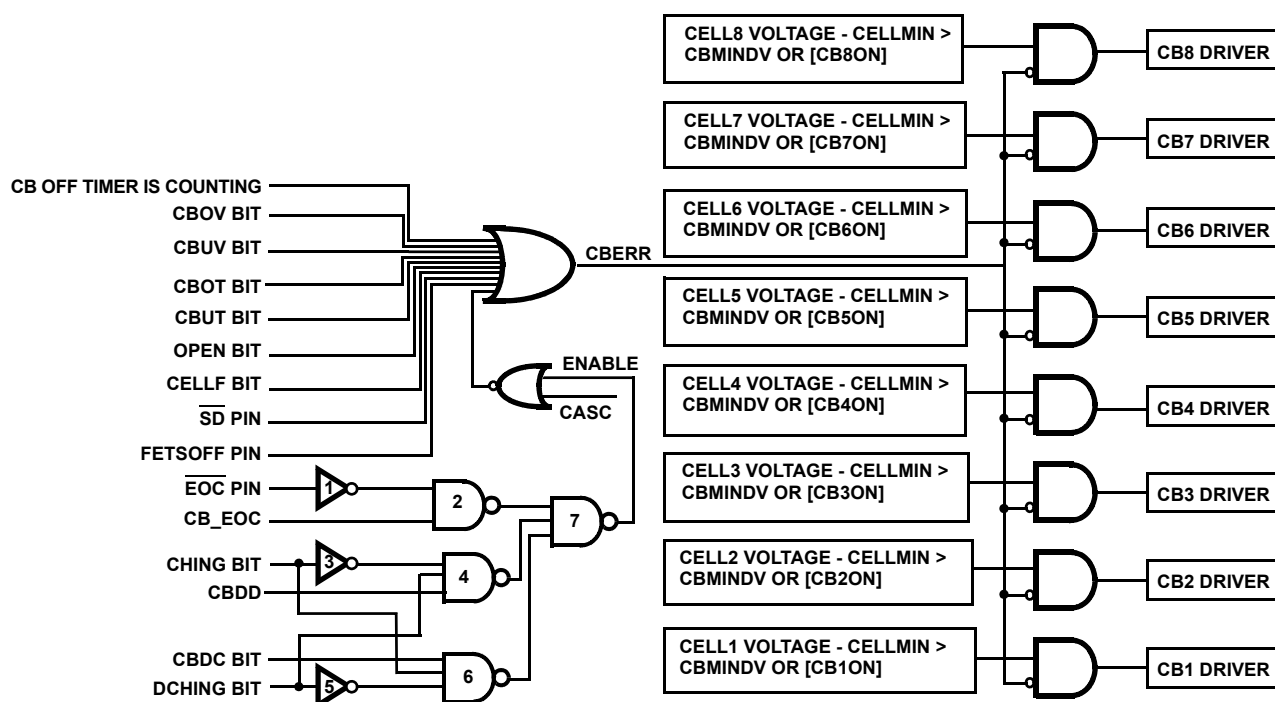 CELL8 VOLTAGE - CELLMIN >
CBMINDV OR [CB8ON]
CB8 DRIVER
CELL7 VOLTAGE - CELLMIN >
CBMINDV OR [CB7ON]
CB7 DRIVER
CB OFF TIMER IS COUNTING
CBOV BIT
CBUV BIT
CBOT BIT
CBUT BIT
OPEN BIT
CELLF BIT
SD PIN
FETSOFF PIN
CBERR
CELL6 VOLTAGE - CELLMIN >
CBMINDV OR [CB6ON]
CB6 DRIVER
CELL5 VOLTAGE - CELLMIN >
CBMINDV OR [CB5ON]
CB5 DRIVER
ENABLE
CASC
CELL4 VOLTAGE - CELLMIN >
CBMINDV OR [CB4ON]
CB4 DRIVER
EOC PIN
1
CB_EOC
2
7
CELL3 VOLTAGE - CELLMIN >
CBMINDV OR [CB3ON]
CB3 DRIVER
CHING BIT
3
CBDD
4
CELL2 VOLTAGE - CELLMIN >
CBMINDV OR [CB2ON]
CB2 DRIVER
CBDC BIT
DCHING BIT
5
6
CELL1 VOLTAGE - CELLMIN >
CBMINDV OR [CB1ON]
CB1 DRIVER